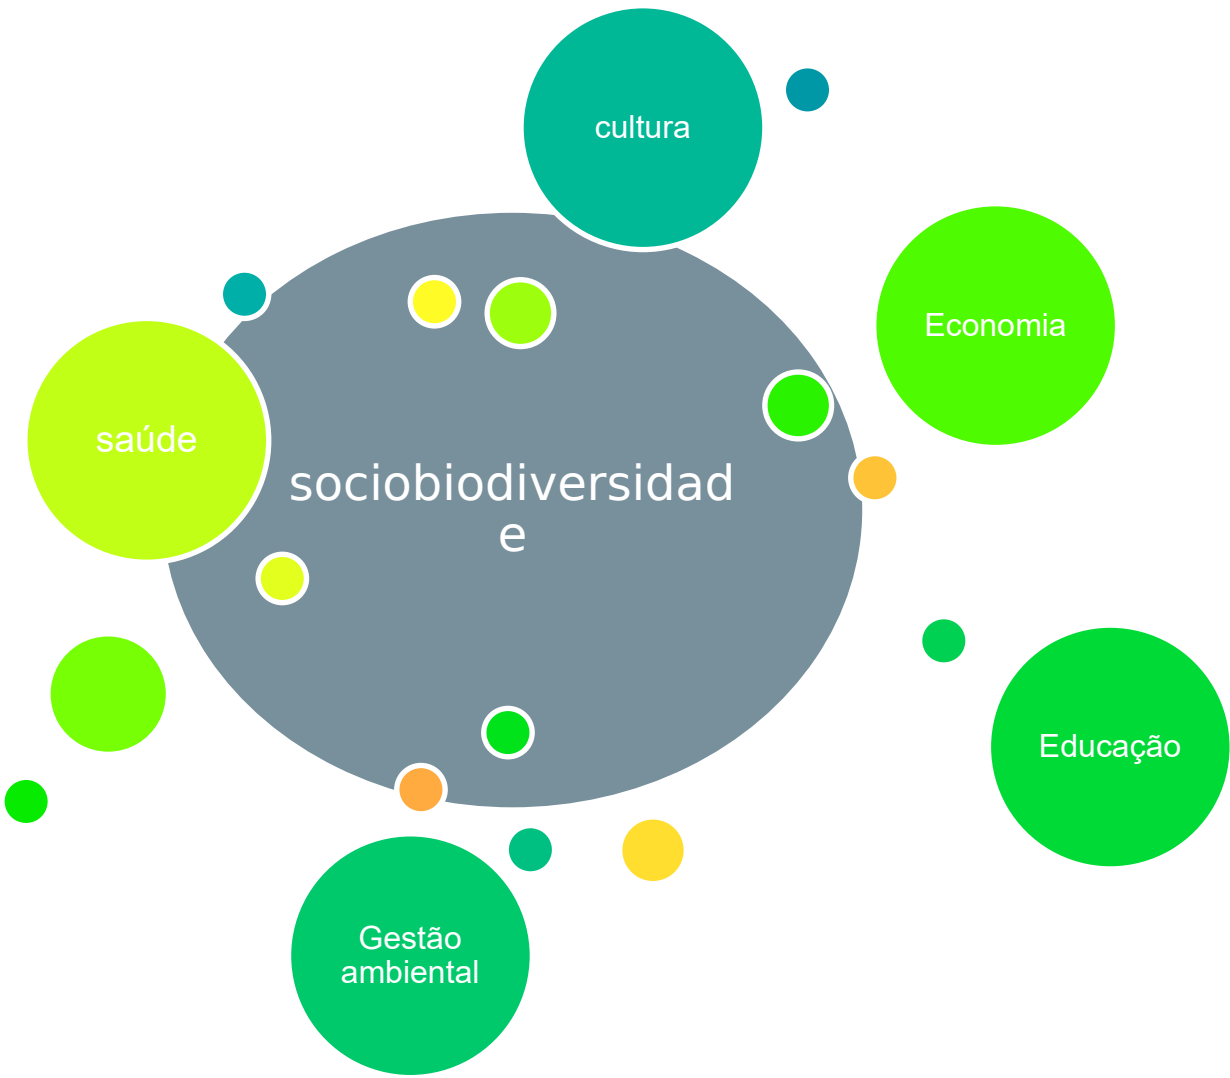 cultura
Economia
saúde
sociobiodiversidad
e
Educação
Gestão
ambiental